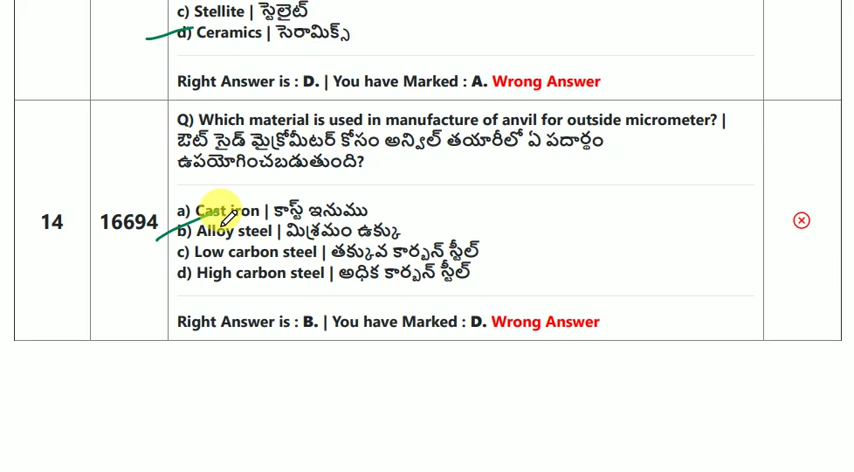 c) Stellite | స్టెలైట్
d) Ceramics | సెరామిక్స్
Right Answer is : D. | You have Marked : A. Wrong Answer
14
16694
Q) Which material is used in manufacture of anvil for outside micrometer? |
ఔట్ సైడ్ మైక్రోమీటర్ కోసం అన్విల్ తయారీలో ఏ పదార్థం
ఉపయోగించబడుతుంది?
a) Cast iron | కాస్ట్ ఇనుము
b) Alloy steel | మిశ్రమం ఉక్కు
c) Low carbon steel | తక్కువ కార్బన్ స్టీల్
d) High carbon steel | అధిక కార్బన్ స్టీల్
Right Answer is : B. | You have Marked : D. Wrong Answer